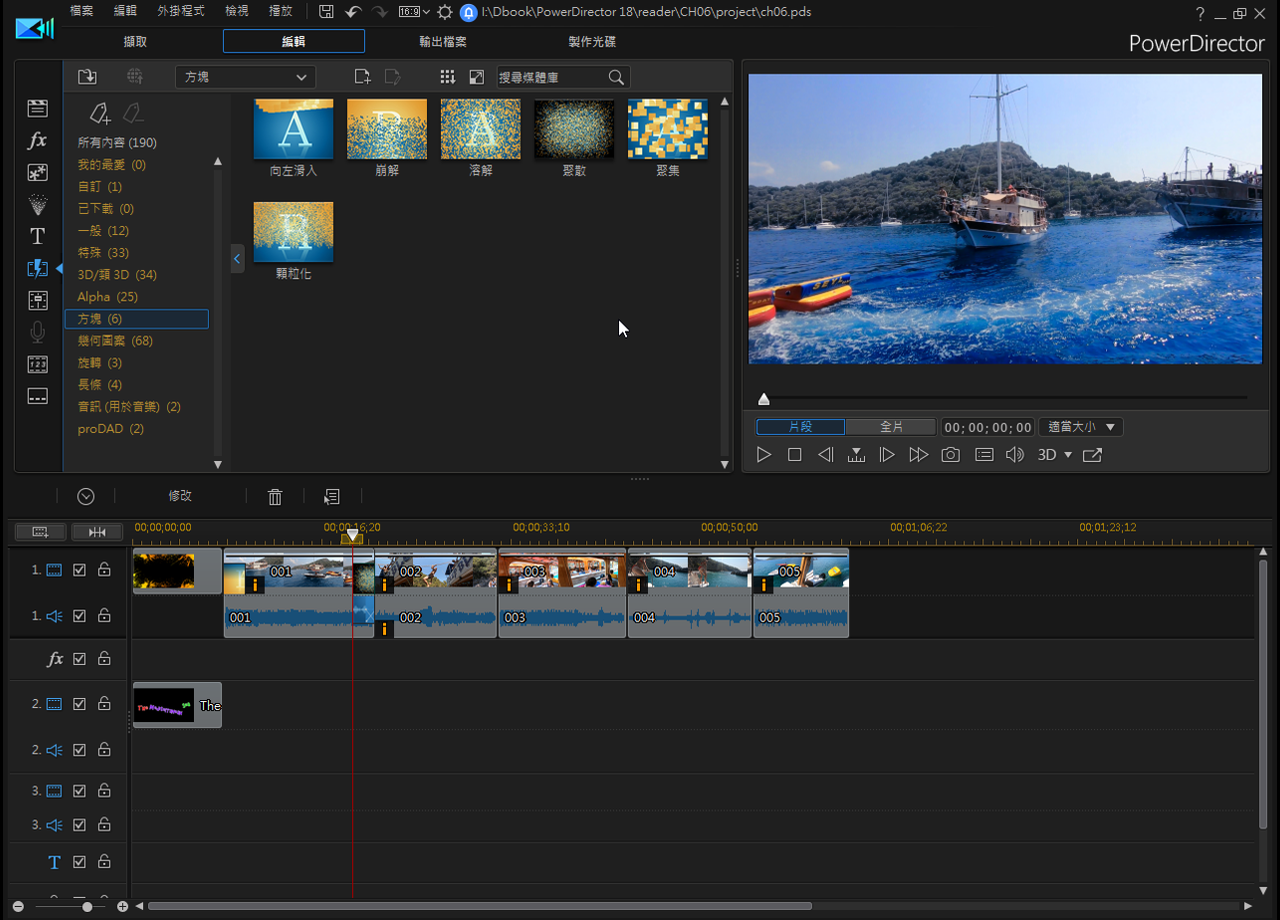 檔案 編輯 外掛程式 檢視 播放 16:9 I:\Dbook\PowerDirector 18\reader\CH06\project\ch06.pds ?
擷取 編輯 輸出檔案 製作光碟 PowerDirector
方塊 搜尋媒體庫
所有內容 (190)
我的最愛 (0)
自訂 (1)
已下載 (0)
一般 (12)
特殊 (33)
3D/類 3D (34)
Alpha (25)
方塊 (6)
幾何圖案 (68)
旋轉 (3)
長條 (4)
音訊 (用於音樂) (2)
proDAD (2)
fx
T
123
A
向左滑入 崩解 溶解 聚散 聚集
顆粒化
片段 全片 00;00;00;00 適當大小
3D
修改
00;00;00;00 00;00;16;20 00;00;33;10 00;00;50;00 00;01;06;22 00;01;23;12
1. 001 002 003 004 005
1. 001 002 003 004 005
fx
2. The
2.
3.
3.
T